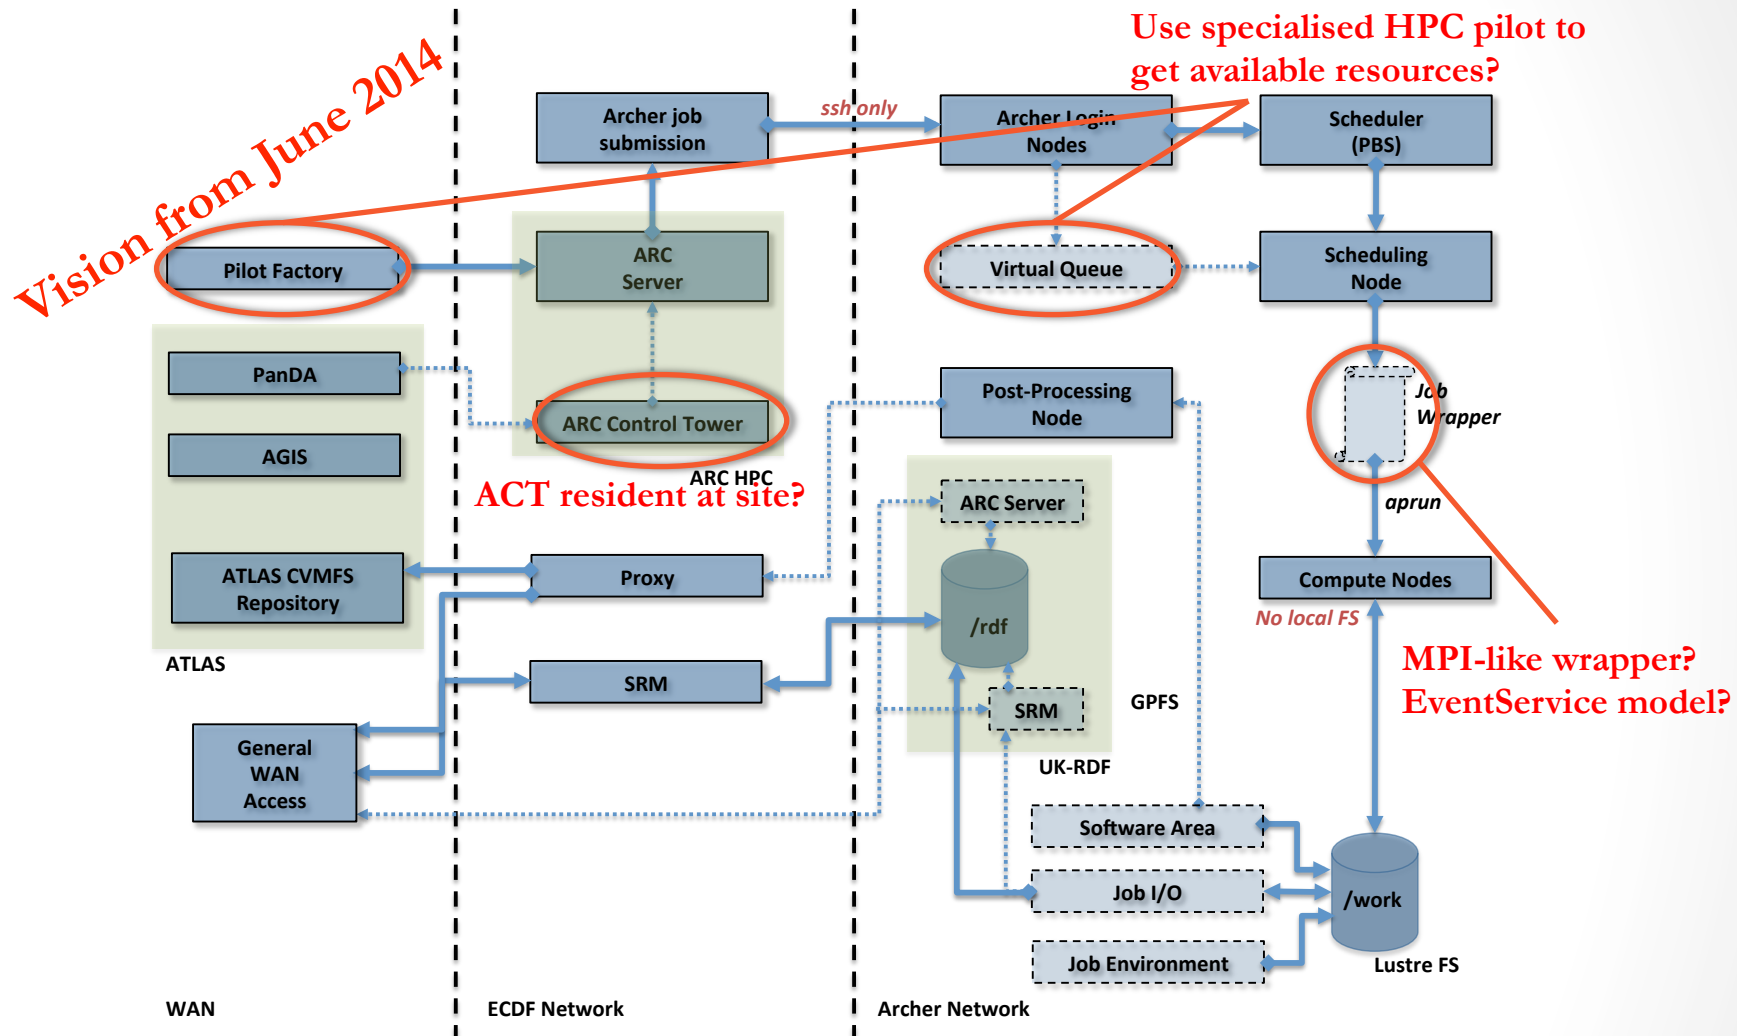 Use specialised HPC pilot to
get available resources?
Vision from June 2014
Archer job
submission
ssh only
Archer Login
Nodes
Scheduler
(PBS)
Pilot Factory
ARC
Server
Virtual Queue
Scheduling
Node
PanDA
ARC Control Tower
Post-Processing
Node
Job
Wrapper
AGIS
ARC HPC
ACT resident at site?
ARC Server
aprun
ATLAS CVMFS
Repository
Proxy
/rdf
Compute Nodes
No local FS
ATLAS
SRM
SRM
GPFS
MPI-like wrapper?
EventService model?
General
WAN
Access
UK-RDF
Software Area
Job I/O
/work
Job Environment
Lustre FS
WAN
ECDF Network
Archer Network